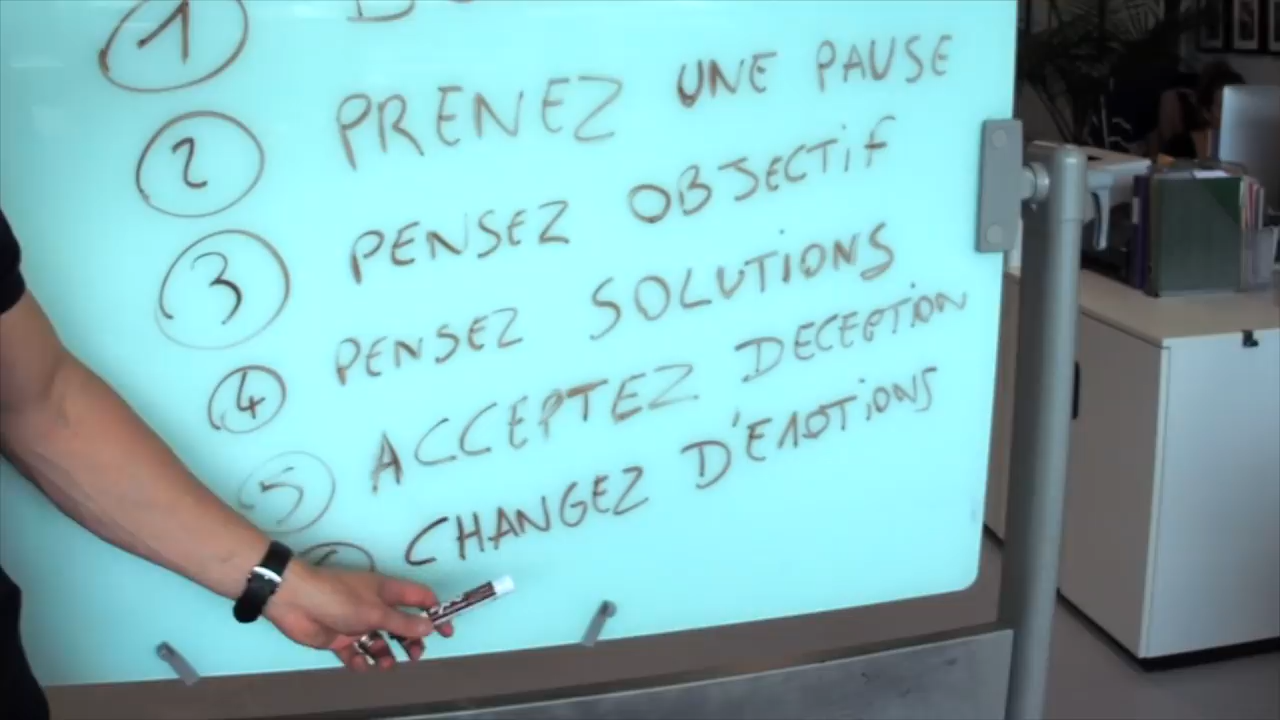 1
2 PRENEZ UNE PAUSE
3 PENSEZ OBJECTIF
4 PENSEZ SOLUTIONS
5 ACCEPTEZ DECEPTION
CHANGEZ D'EMOTIONS